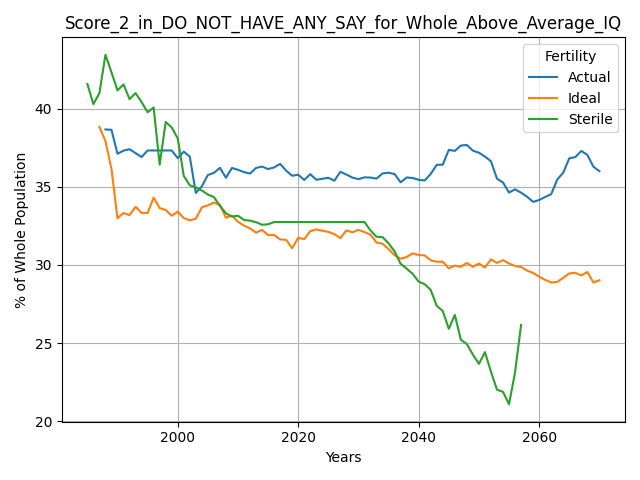 Score_2_in_DO_NOT_HAVE_ANY_SAY_for_Whole_Above_Average_IQ
Fertility
Actual
Ideal
Sterile
% of Whole Population
40
35
30
25
20
2000 2020 2040 2060
Years